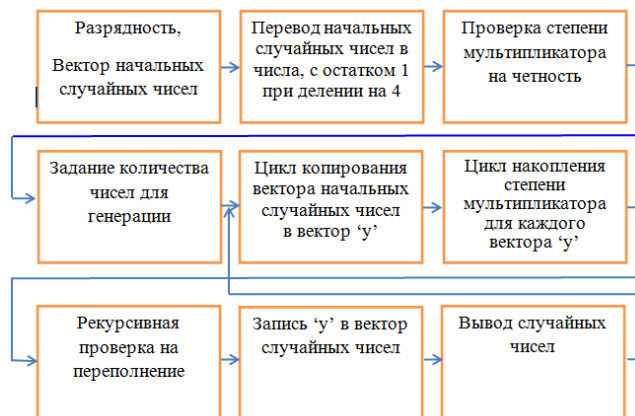 Разрядность,
Вектор начальных
случайных чисел
Перевод начальных
случайных чисел в
числа, с остатком 1
при делении на 4
Проверка степени
мультипликатора
на четность
Задание количества
чисел для
генерации
Цикл копирования
вектора начальных
случайных чисел
в вектор ‘y’
Цикл накопления
степени
мультипликатора
для каждого
вектора ‘y’
Рекурсивная
проверка на
переполнение
Запись ‘y’ в вектор
случайных чисел
Вывод случайных
чисел